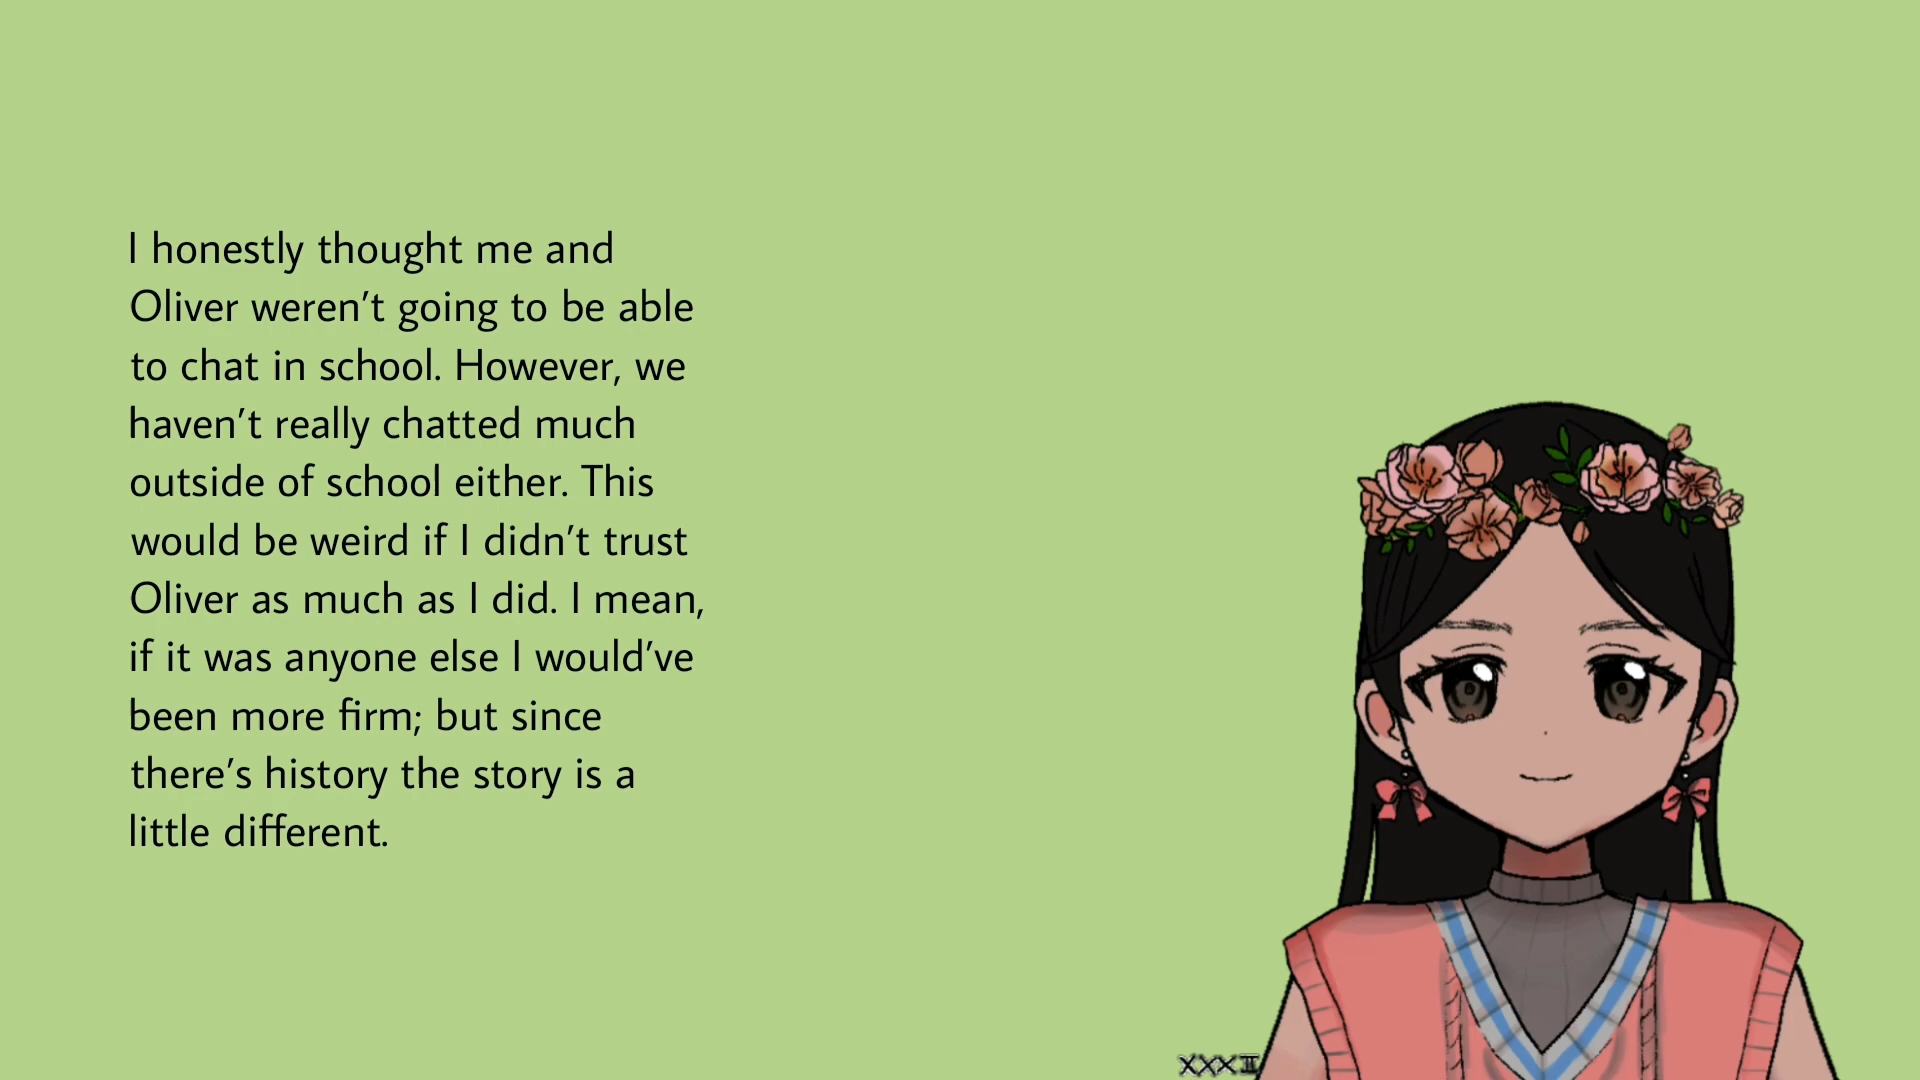 I honestly thought me and
Oliver weren’t going to be able
to chat in school. However, we
haven’t really chatted much
outside of school either. This
would be weird if I didn’t trust
Oliver as much as I did. I mean,
if it was anyone else I would’ve
been more firm; but since
there’s history the story is a
little different.
XXXII